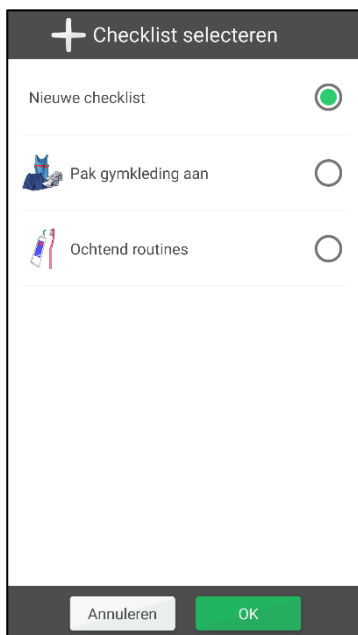 Checklist selecteren
Nieuwe checklist
Pak gymkleding aan
Ochtend routines
Annuleren OK